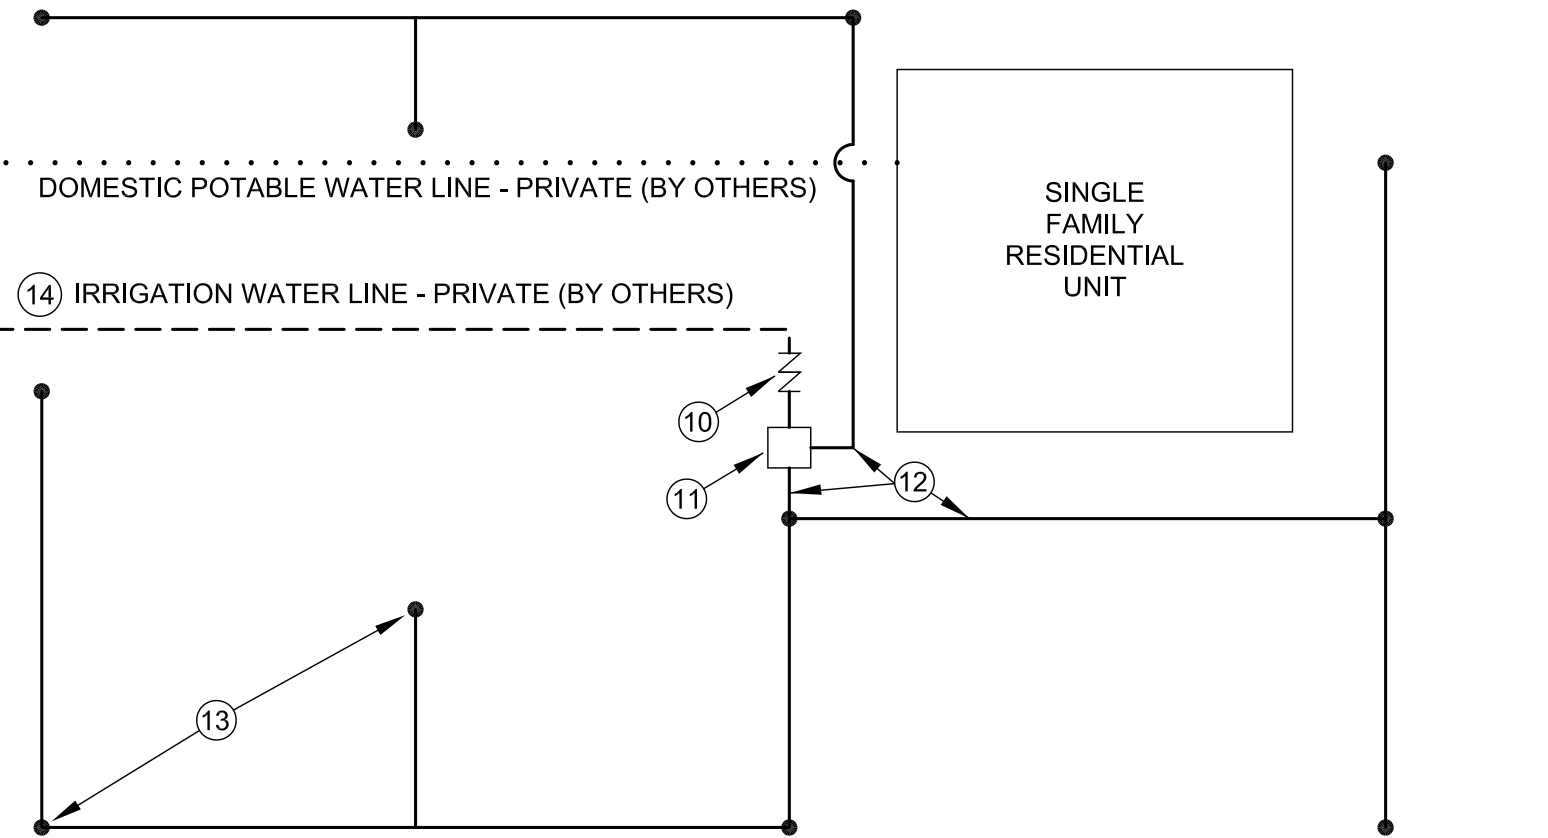 DOMESTIC POTABLE WATER LINE - PRIVATE (BY OTHERS)
SINGLE
FAMILY
RESIDENTIAL
UNIT
14 IRRIGATION WATER LINE - PRIVATE (BY OTHERS)
10
11
12
13